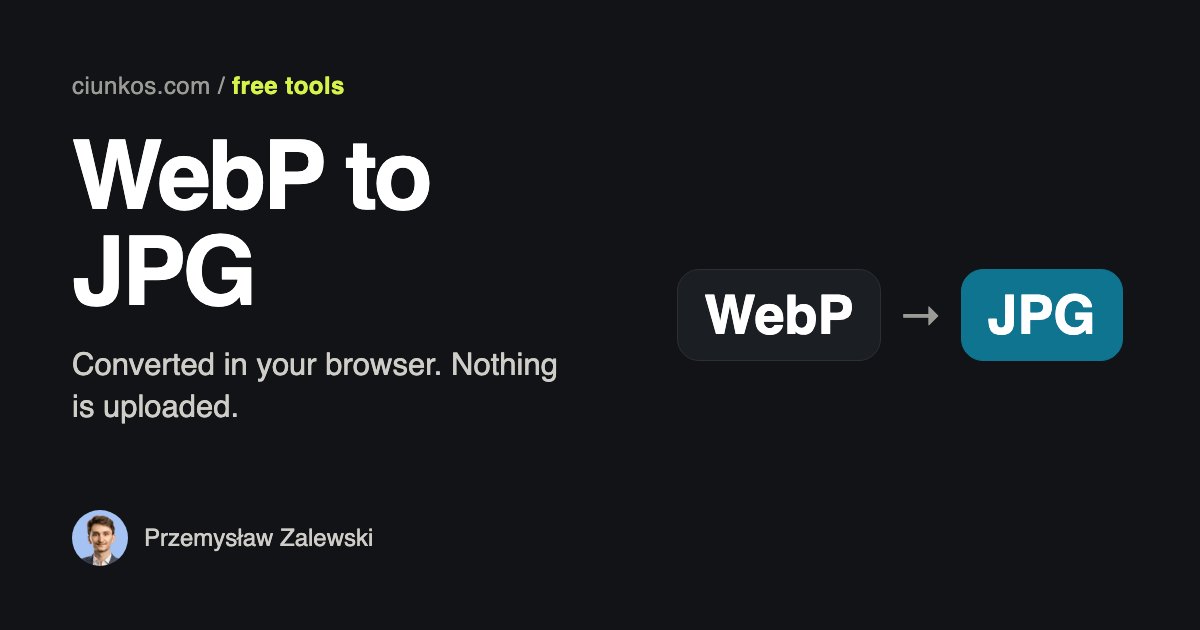 ciunkos.com / free tools
WebP to
JPG
Converted in your browser. Nothing
is uploaded.
WebP → JPG
Przemysław Zalewski